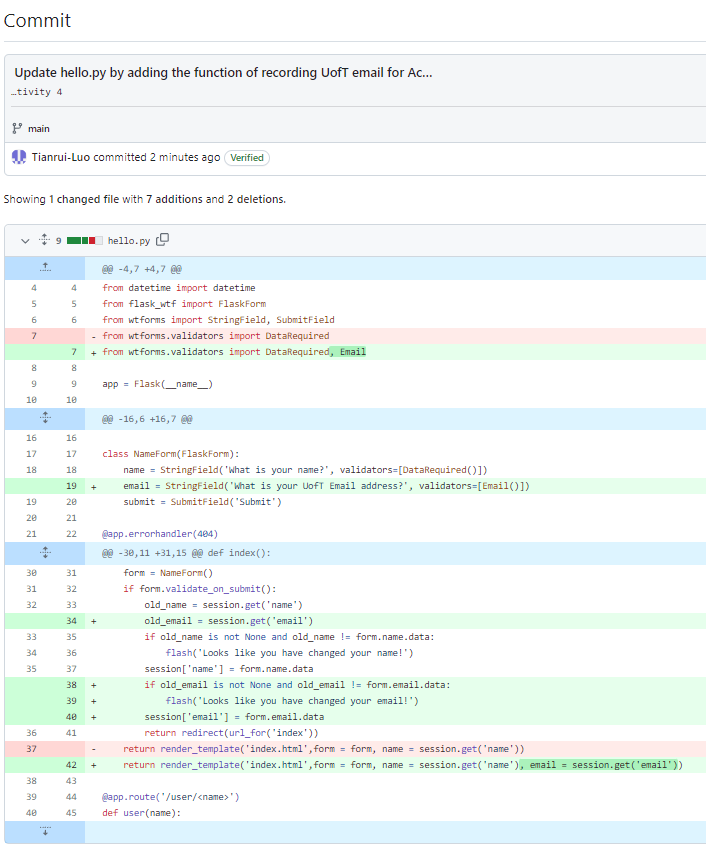 Commit
Update hello.py by adding the function of recording UofT email for Ac...
...tivity 4
main
Tianrui-Luo committed 2 minutes ago Verified
Showing 1 changed file with 7 additions and 2 deletions.
9 hello.py
@@ -4,7 +4,7 @@
4 4 from datetime import datetime
5 5 from flask_wtf import FlaskForm
6 6 from wtforms import StringField, SubmitField
7 - from wtforms.validators import DataRequired
7 + from wtforms.validators import DataRequired, Email
8 8
9 9 app = Flask(__name__)
10 10
@@ -16,6 +16,7 @@
16 16
17 17 class NameForm(FlaskForm):
18 18 name = StringField('What is your name?', validators=[DataRequired()])
19 + email = StringField('What is your UofT Email address?', validators=[Email()])
19 20 submit = SubmitField('Submit')
20 21
21 22 @app.errorhandler(404)
@@ -30,11 +31,15 @@ def index():
30 31 form = NameForm()
31 32 if form.validate_on_submit():
32 33 old_name = session.get('name')
34 + old_email = session.get('email')
33 35 if old_name is not None and old_name != form.name.data:
34 36 flash('Looks like you have changed your name!')
35 37 session['name'] = form.name.data
38 + if old_email is not None and old_email != form.email.data:
39 + flash('Looks like you have changed your email!')
40 + session['email'] = form.email.data
36 41 return redirect(url_for('index'))
37 - return render_template('index.html',form = form, name = session.get('name'))
42 + return render_template('index.html',form = form, name = session.get('name'), email = session.get('email'))
38 43
39 44 @app.route('/user/<name>')
40 45 def user(name):